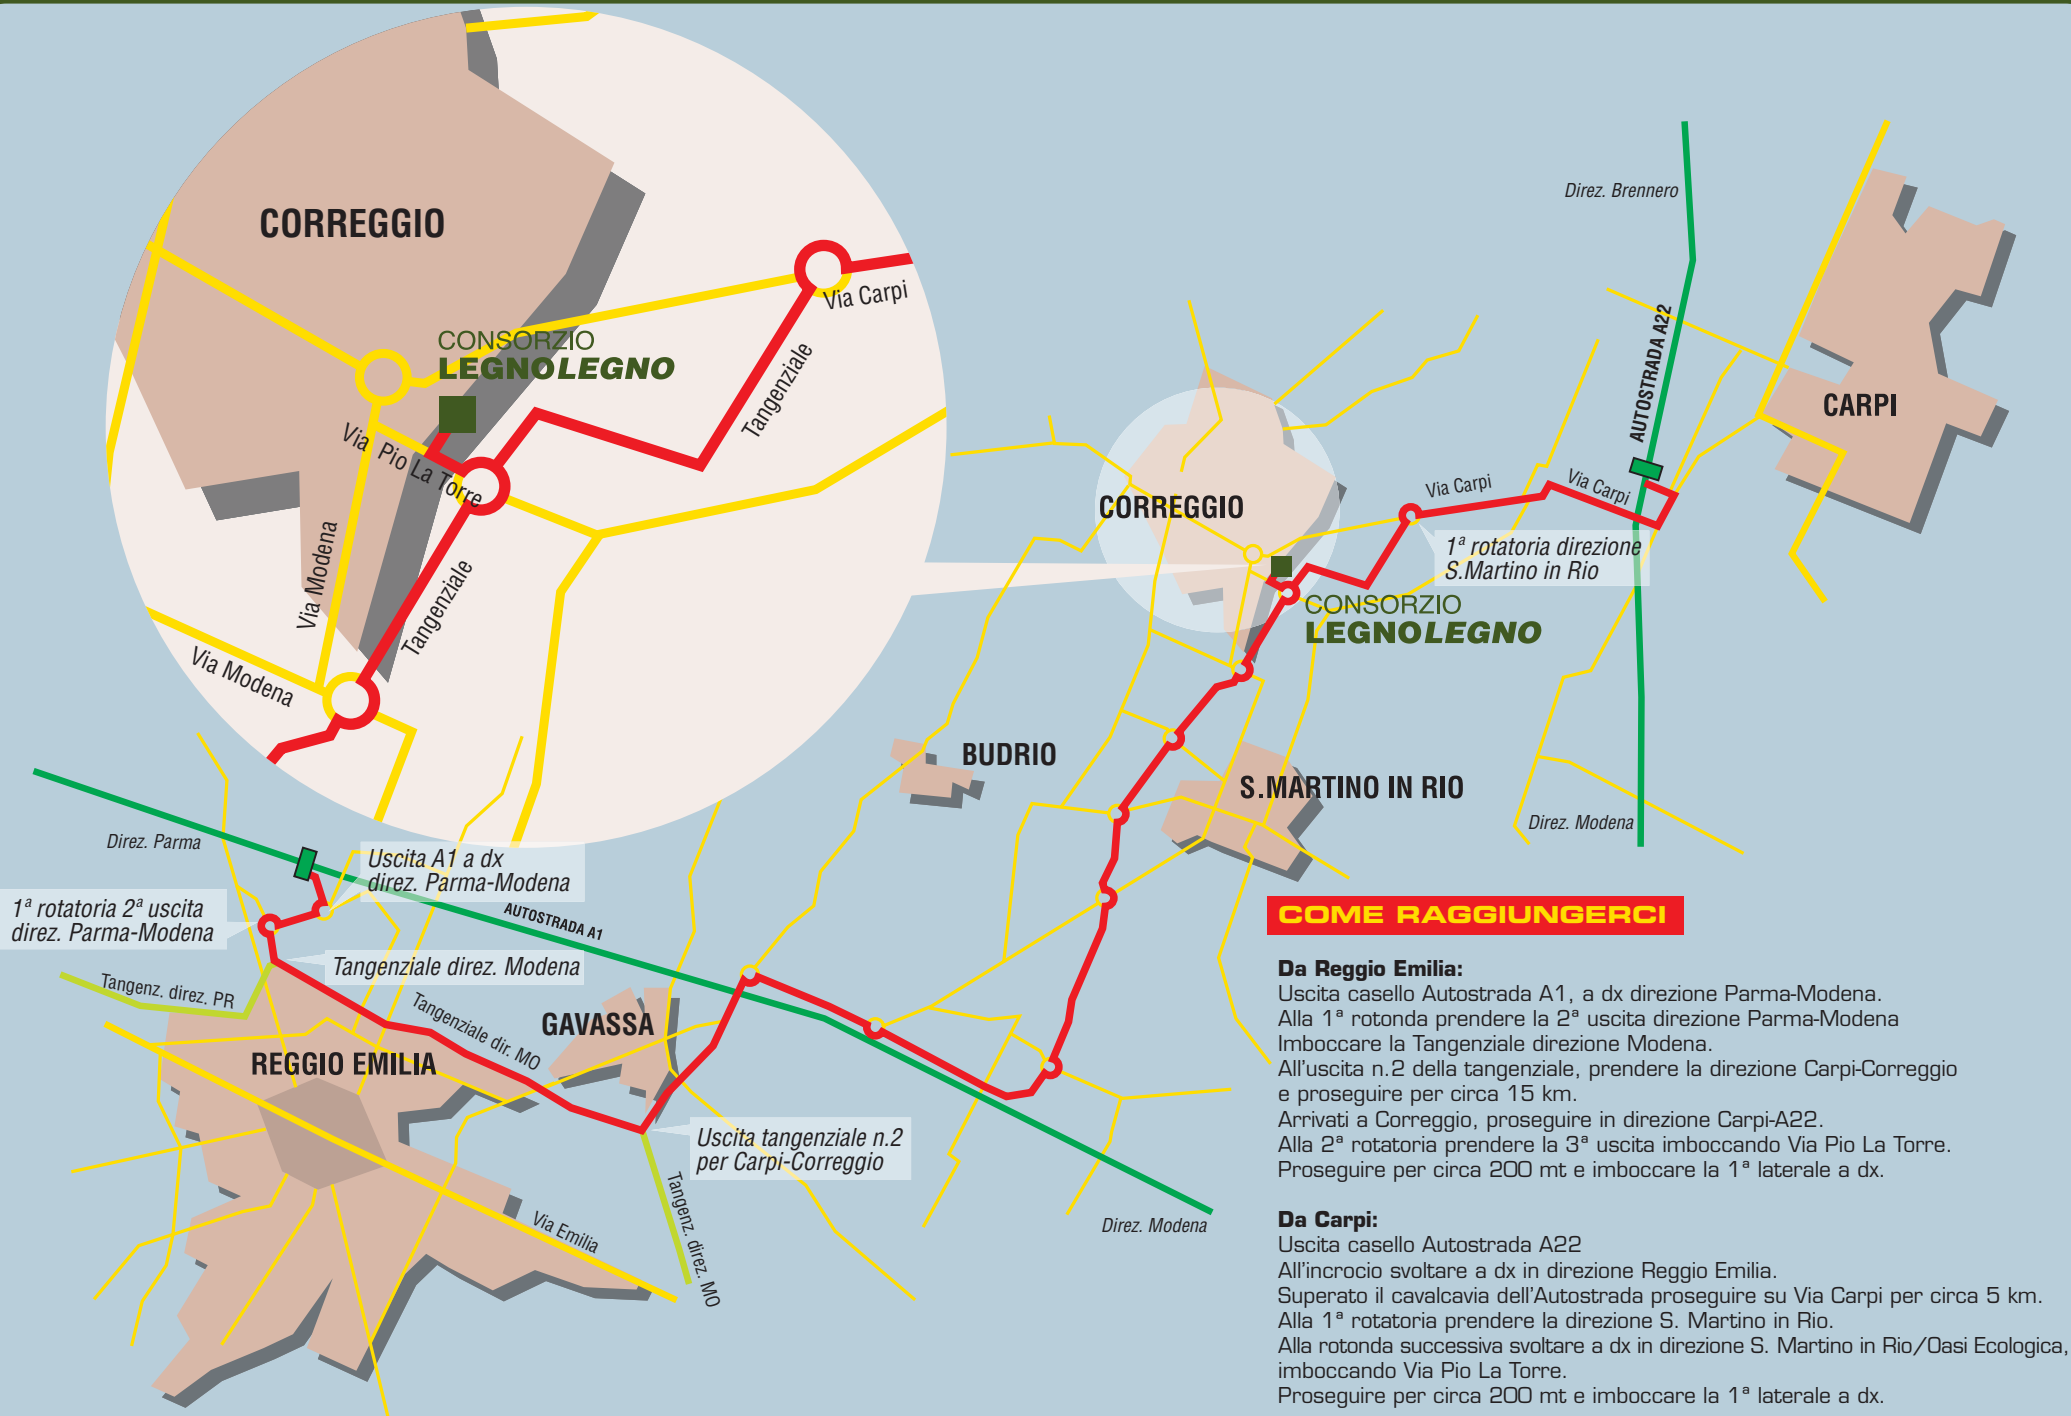 CORREGGIO
Via Carpi
CONSORZIO
LEGNOLEGNO
Tangenziale
Via Pio La Torre
Via Modena
Tangenziale
Via Modena
Direz. Brennero
AUTOSTRADA A22
CARPI
CORREGGIO
Via Carpi
Via Carpi
1ª rotatoria direzione
S.Martino in Rio
CONSORZIO
LEGNOLEGNO
BUDRIO
S.MARTINO IN RIO
Direz. Modena
Direz. Parma
Uscita A1 a dx
direz. Parma-Modena
1ª rotatoria 2ª uscita
direz. Parma-Modena
AUTOSTRADA A1
Tangenziale direz. Modena
Tangenz. direz. PR
Tangenziale dir. MO
GAVASSA
REGGIO EMILIA
Uscita tangenziale n.2
per Carpi-Correggio
Tangenz. direz. MO
Via Emilia
Direz. Modena
COME RAGGIUNGERCI
Da Reggio Emilia:
Uscita casello Autostrada A1, a dx direzione Parma-Modena.
Alla 1ª rotonda prendere la 2ª uscita direzione Parma-Modena
Imboccare la Tangenziale direzione Modena.
All'uscita n.2 della tangenziale, prendere la direzione Carpi-Correggio
e proseguire per circa 15 km.
Arrivati a Correggio, proseguire in direzione Carpi-A22.
Alla 2ª rotatoria prendere la 3ª uscita imboccando Via Pio La Torre.
Proseguire per circa 200 mt e imboccare la 1ª laterale a dx.
Da Carpi:
Uscita casello Autostrada A22
All'incrocio svoltare a dx in direzione Reggio Emilia.
Superato il cavalcavia dell'Autostrada proseguire su Via Carpi per circa 5 km.
Alla 1ª rotatoria prendere la direzione S. Martino in Rio.
Alla rotonda successiva svoltare a dx in direzione S. Martino in Rio/Oasi Ecologica,
imboccando Via Pio La Torre.
Proseguire per circa 200 mt e imboccare la 1ª laterale a dx.